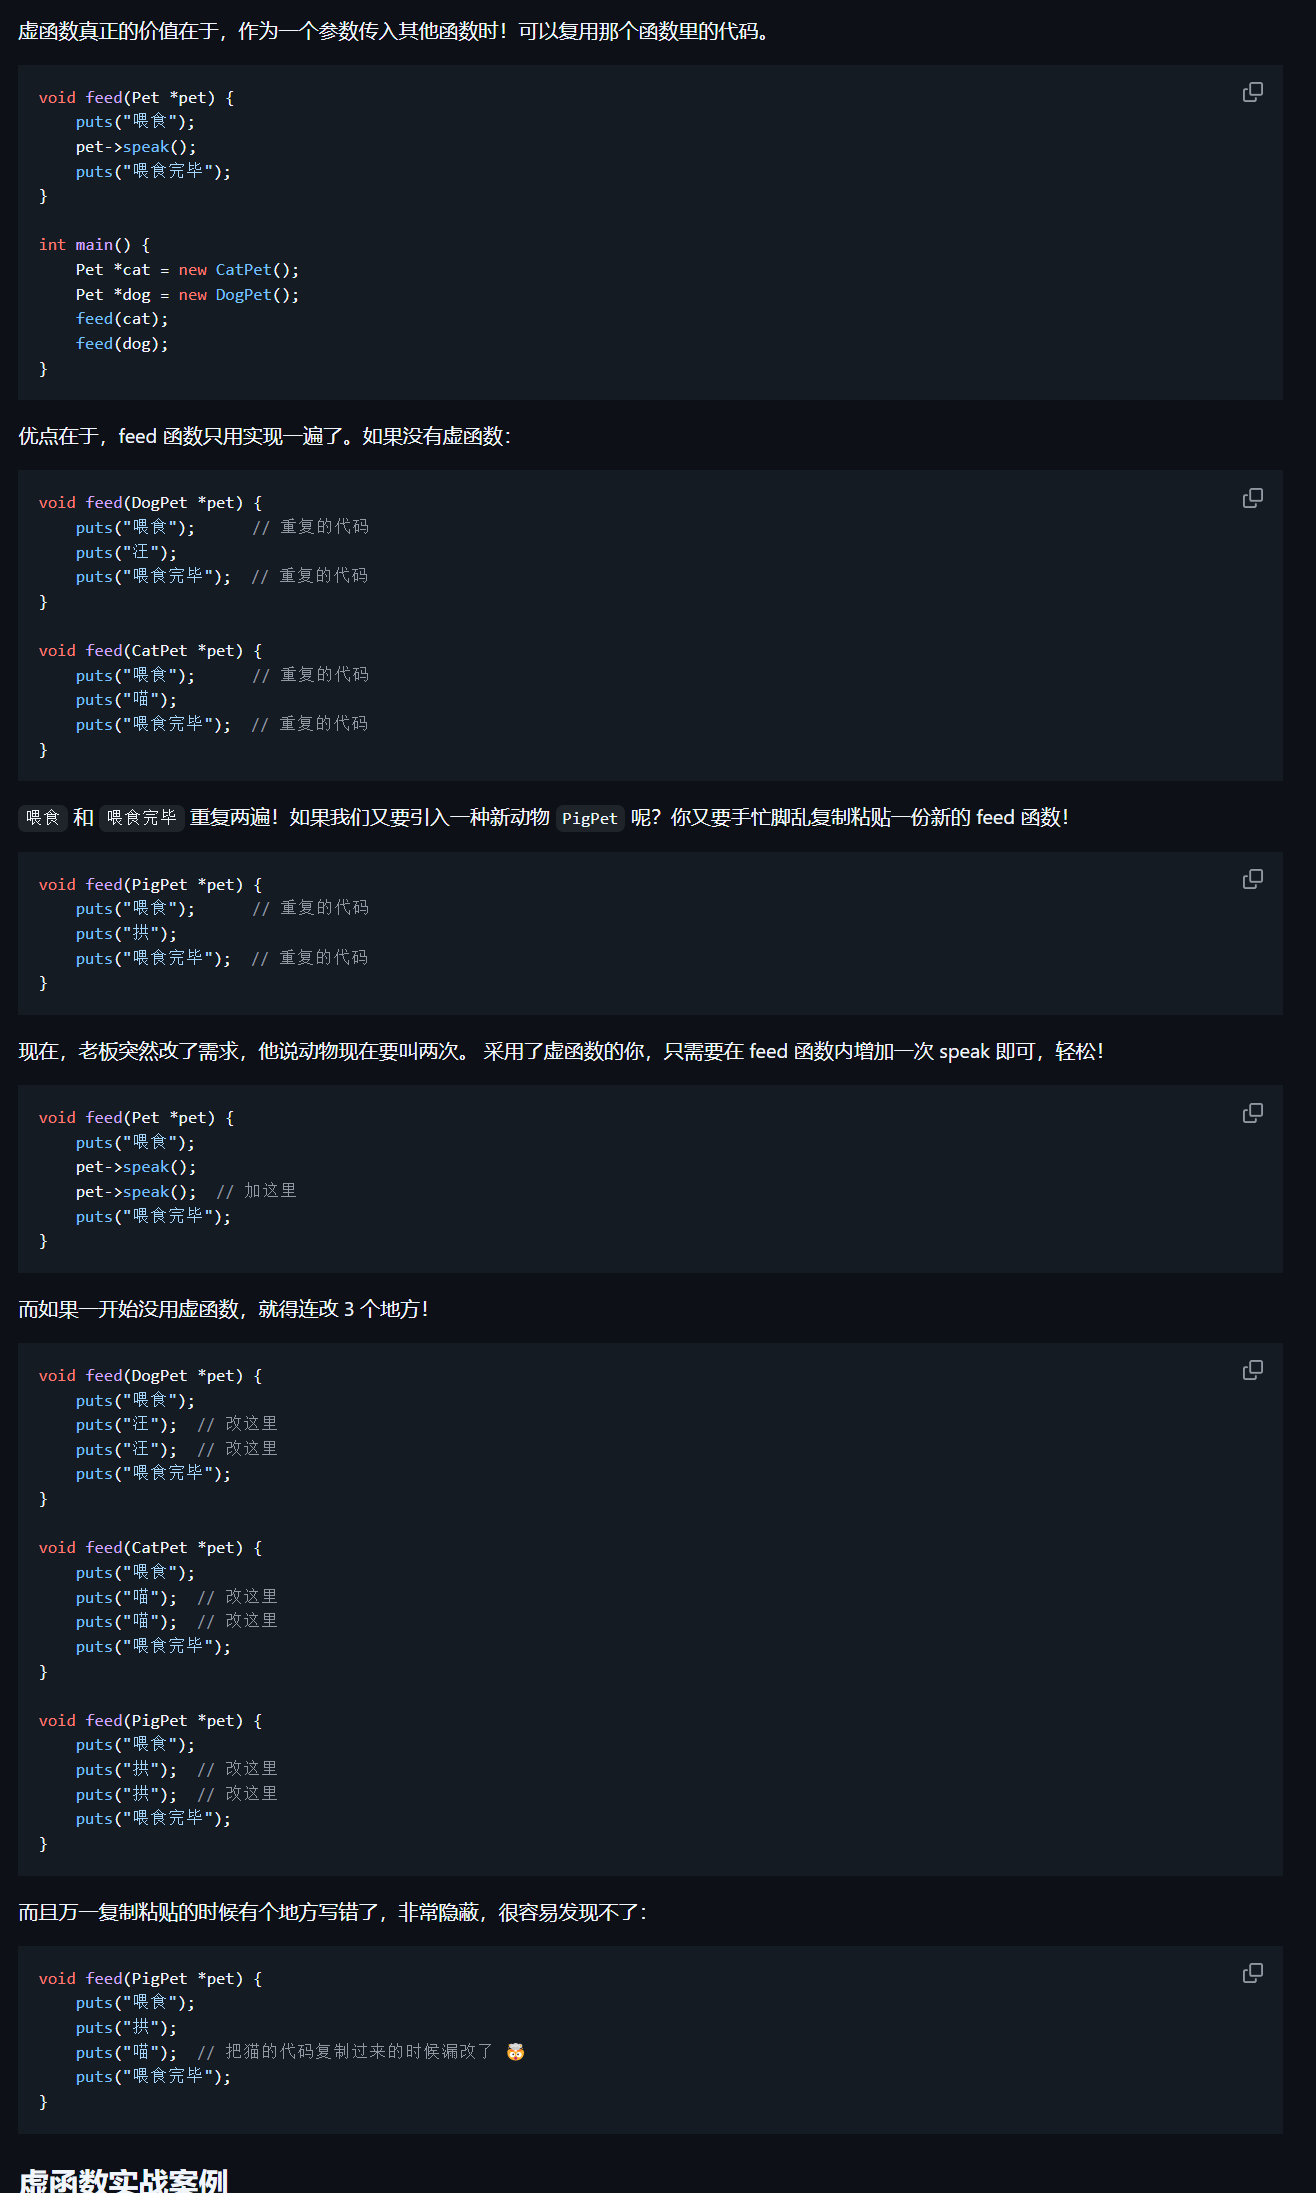 虚函数真正的价值在于，作为一个参数传入其他函数时！可以复用那个函数里的代码。
void feed(Pet *pet) {
    puts("喂食");
    pet->speak();
    puts("喂食完毕");
}
int main() {
    Pet *cat = new CatPet();
    Pet *dog = new DogPet();
    feed(cat);
    feed(dog);
}
优点在于，feed 函数只用实现一遍了。如果没有虚函数：
void feed(DogPet *pet) {
    puts("喂食");      // 重复的代码
    puts("汪");
    puts("喂食完毕");  // 重复的代码
}
void feed(CatPet *pet) {
    puts("喂食");      // 重复的代码
    puts("喵");
    puts("喂食完毕");  // 重复的代码
}
喂食 和 喂食完毕 重复两遍！如果我们又要引入一种新动物 PigPet 呢？你又要手忙脚乱复制粘贴一份新的 feed 函数！
void feed(PigPet *pet) {
    puts("喂食");      // 重复的代码
    puts("拱");
    puts("喂食完毕");  // 重复的代码
}
现在，老板突然改了需求，他说动物现在要叫两次。 采用了虚函数的你，只需要在 feed 函数内增加一次 speak 即可，轻松！
void feed(Pet *pet) {
    puts("喂食");
    pet->speak();
    pet->speak();  // 加这里
    puts("喂食完毕");
}
而如果一开始没用虚函数，就得连改 3 个地方！
void feed(DogPet *pet) {
    puts("喂食");
    puts("汪");  // 改这里
    puts("汪");  // 改这里
    puts("喂食完毕");
}
void feed(CatPet *pet) {
    puts("喂食");
    puts("喵");  // 改这里
    puts("喵");  // 改这里
    puts("喂食完毕");
}
void feed(PigPet *pet) {
    puts("喂食");
    puts("拱");  // 改这里
    puts("拱");  // 改这里
    puts("喂食完毕");
}
而且万一复制粘贴的时候有个地方写错了，非常隐蔽，很容易发现不了：
void feed(PigPet *pet) {
    puts("喂食");
    puts("拱");
    puts("喵");  // 把猫的代码复制过来的时候漏改了 🤯
    puts("喂食完毕");
}
虚函数实战案例